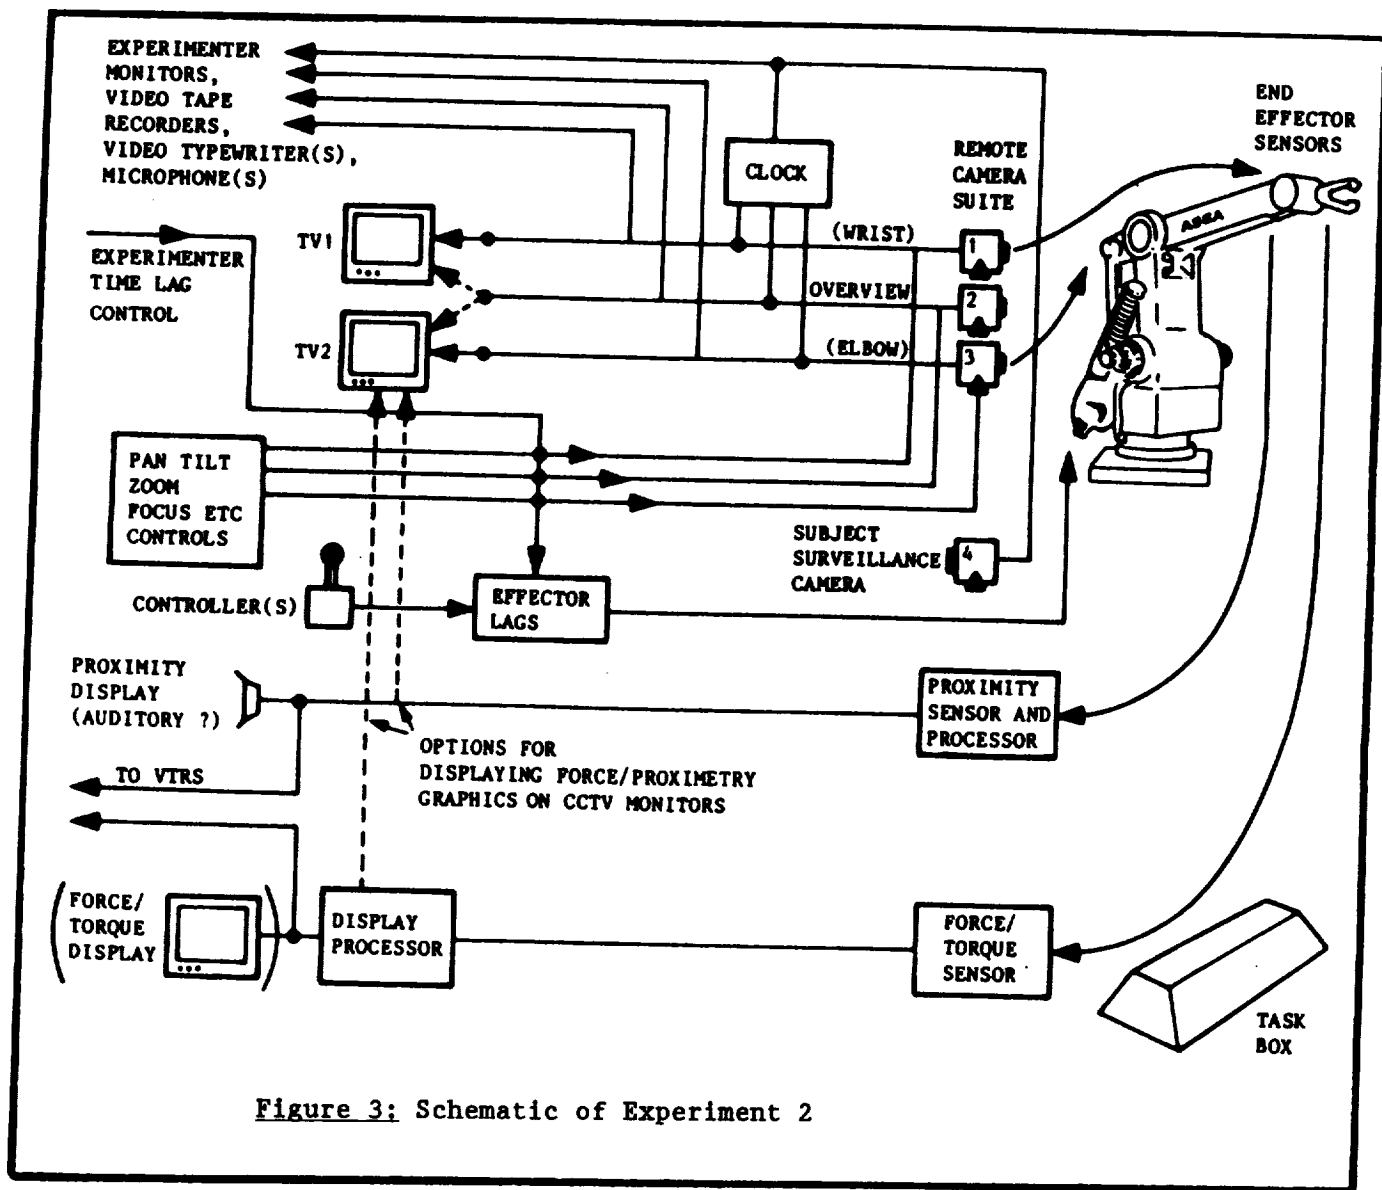 EXPERIMENTER
MONITORS,
VIDEO TAPE
RECORDERS,
VIDEO TYPEWRITER(S),
MICROPHONE(S)
CLOCK
REMOTE
CAMERA
SUITE
END
EFFECTOR
SENSORS
ASEA
TV1
(WRIST)
1
EXPERIMENTER
TIME LAG
CONTROL
OVERVIEW
2
TV2
(ELBOW)
3
PAN TILT
ZOOM
FOCUS ETC
CONTROLS
SUBJECT
SURVEILLANCE
CAMERA
4
CONTROLLER(S)
EFFECTOR
LAGS
PROXIMITY
DISPLAY
(AUDITORY ?)
PROXIMITY
SENSOR AND
PROCESSOR
TO VTRS
OPTIONS FOR
DISPLAYING FORCE/PROXIMETRY
GRAPHICS ON CCTV MONITORS
(FORCE/
TORQUE
DISPLAY)
DISPLAY
PROCESSOR
FORCE/
TORQUE
SENSOR
TASK
BOX
Figure 3: Schematic of Experiment 2